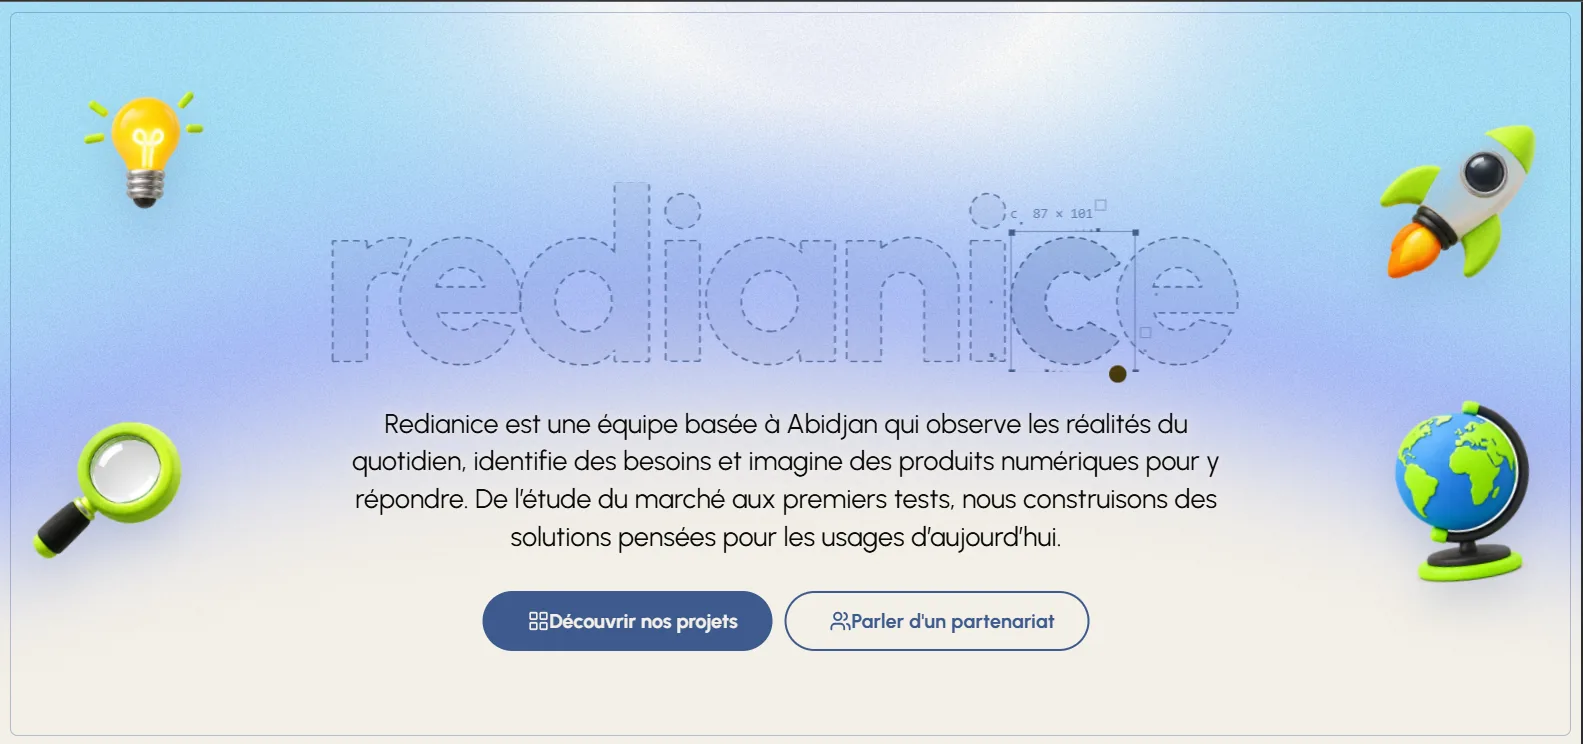 redianice
c 87 × 101
Redianice est une équipe basée à Abidjan qui observe les réalités du
quotidien, identifie des besoins et imagine des produits numériques pour y
répondre. De l’étude du marché aux premiers tests, nous construisons des
solutions pensées pour les usages d’aujourd’hui.
Découvrir nos projets
Parler d'un partenariat